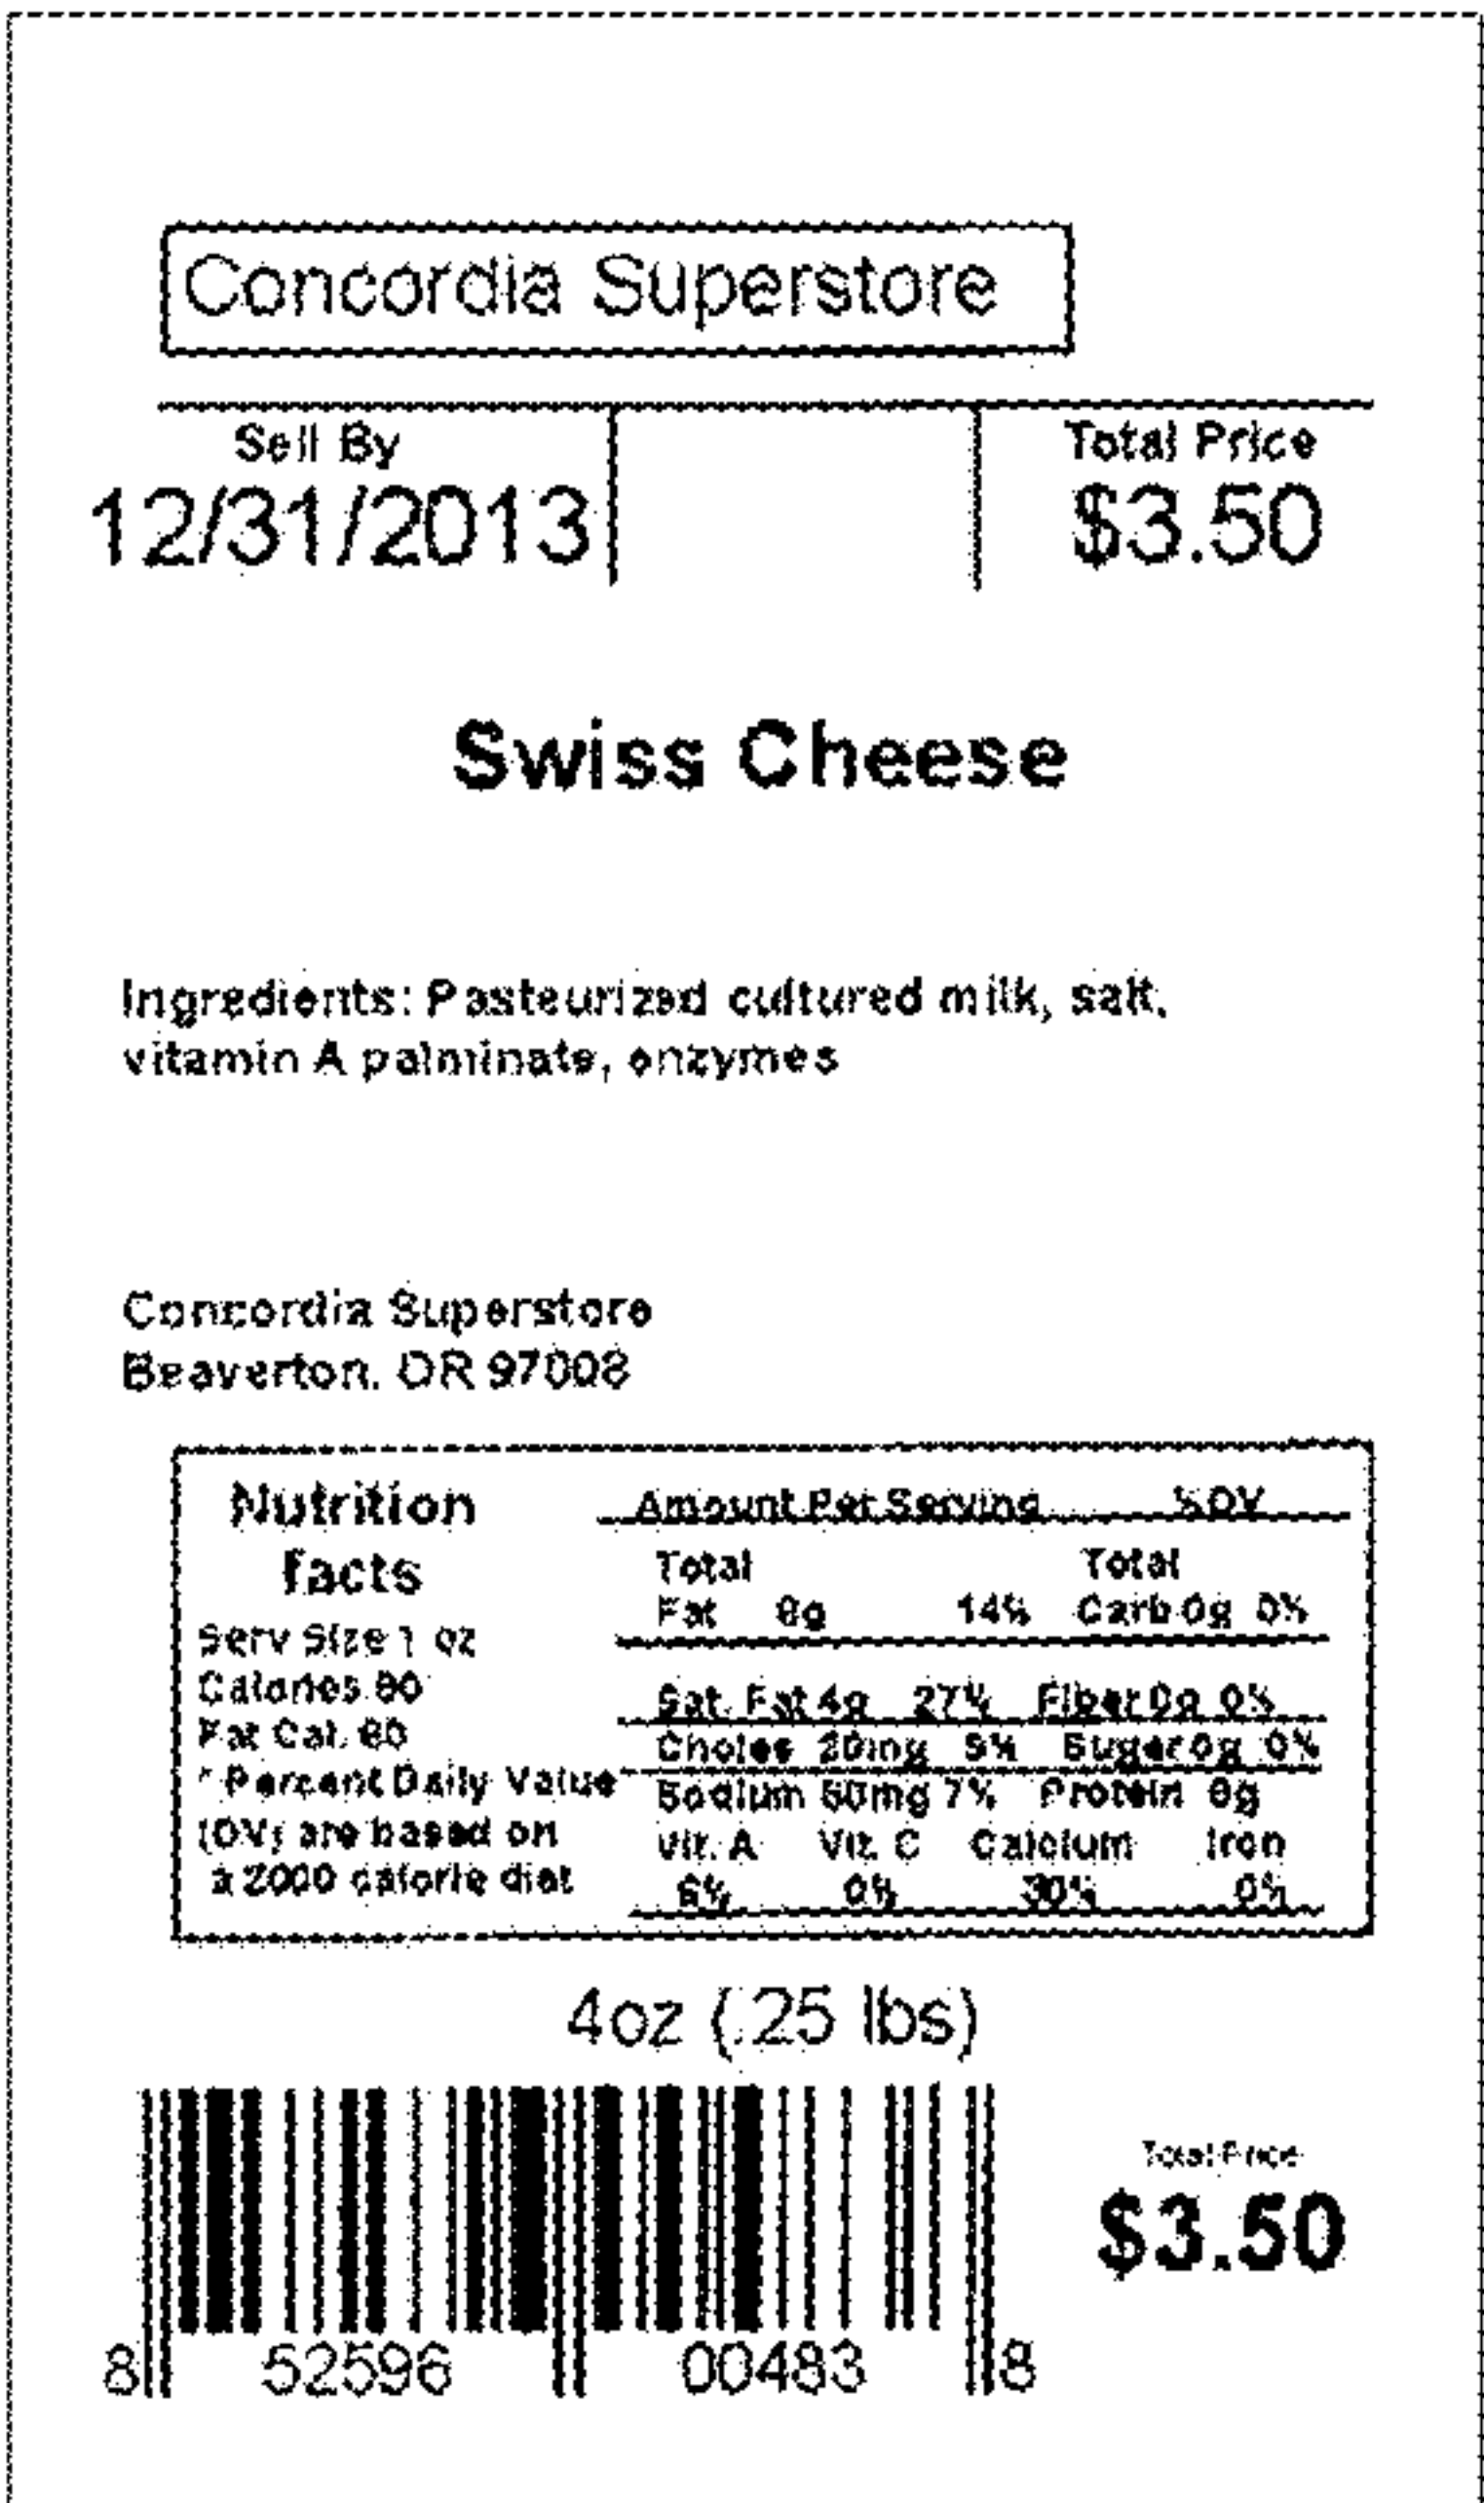 Concordia Superstore
Sell By
12/31/2013
Total Price
$3.50
Swiss Cheese
Ingredients: Pasteurized cultured milk, salt,
vitamin A palminate, enzymes
Concordia Superstore
Beaverton, OR 97008
Nutrition
facts
Serv Size 1 oz
Calories
Fat Cal.
* Percent Daily Value
(DV) are based on
a 2000 calorie diet
Amount Per Serving %DV
Total Total
Fat 14% Carb 0g 0%
Sat. Fat 4g 27% Fiber 0g 0%
Choles 20mg Sugar 0g 0%
Sodium 7% Protein
Vit. A Vit. C Calcium Iron
6% 0% 30% 0%
4oz (.25 lbs)
8 52596 00483 8
Total Price
$3.50